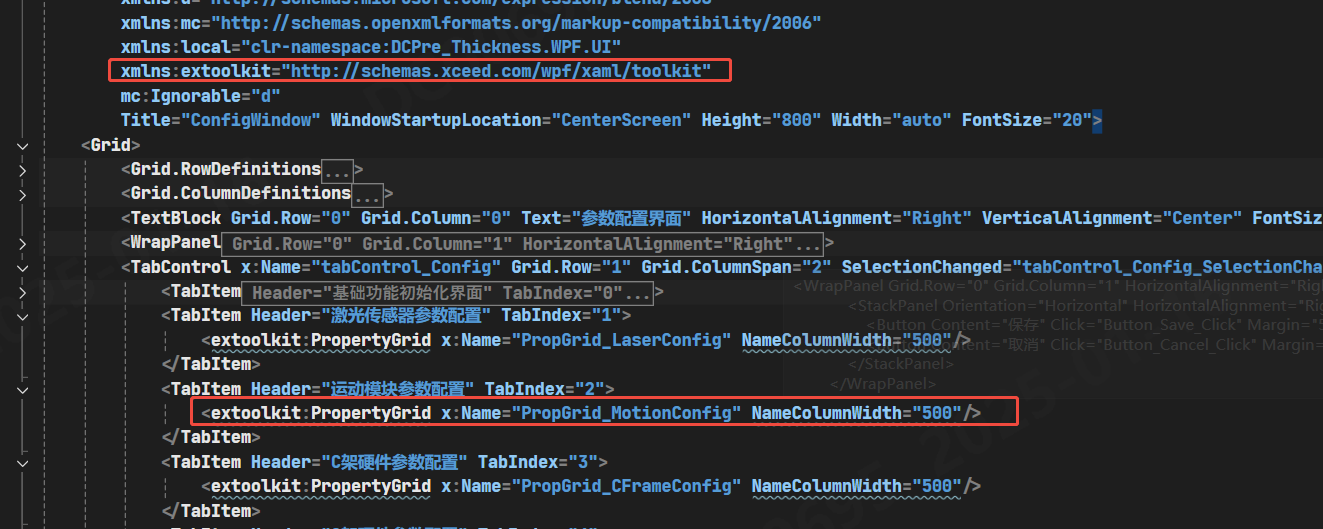 xmlns:d="http://schemas.microsoft.com/expression/blend/2008"
xmlns:mc="http://schemas.openxmlformats.org/markup-compatibility/2006"
xmlns:local="clr-namespace:DCPre_Thickness.WPF.UI"
xmlns:extoolkit="http://schemas.xceed.com/wpf/xaml/toolkit"
mc:Ignorable="d"
Title="ConfigWindow" WindowStartupLocation="CenterScreen" Height="800" Width="auto" FontSize="20">
<Grid>
<Grid.RowDefinitions...>
<Grid.ColumnDefinitions...>
<TextBlock Grid.Row="0" Grid.Column="0" Text="参数配置界面" HorizontalAlignment="Right" VerticalAlignment="Center" FontSiz
<WrapPanel Grid.Row="0" Grid.Column="1" HorizontalAlignment="Right"...>
<TabControl x:Name="tabControl_Config" Grid.Row="1" Grid.ColumnSpan="2" SelectionChanged="tabControl_Config_SelectionCha
<WrapPanel Grid.Row="0" Grid.Column="1" HorizontalAlignment="Rig
<TabItem Header="基础功能初始化界面" TabIndex="0"...>
<StackPanel Orientation="Horizontal" HorizontalAlignment="Rig
<TabItem Header="激光传感器参数配置" TabIndex="1">
<Button Content="保存" Click="Button_Save_Click" Margin="5
<extoolkit:PropertyGrid x:Name="PropGrid_LaserConfig" NameColumnWidth="500"/>
ontent="取消" Click="Button_Cancel_Click" Margin=
</TabItem>
</StackPanel>
</WrapPanel>
<TabItem Header="运动模块参数配置" TabIndex="2">
<extoolkit:PropertyGrid x:Name="PropGrid_MotionConfig" NameColumnWidth="500"/>
</TabItem>
<TabItem Header="C架硬件参数配置" TabIndex="3">
<extoolkit:PropertyGrid x:Name="PropGrid_CFrameConfig" NameColumnWidth="500"/>
</TabItem>